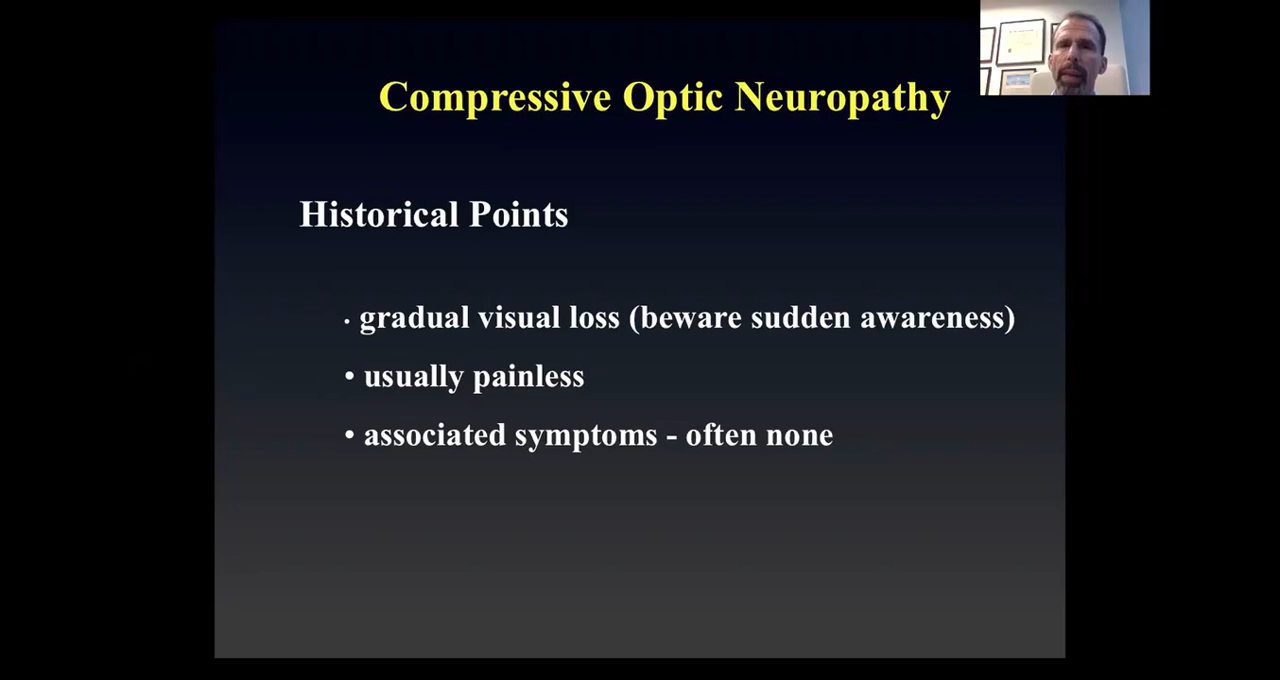 Compressive Optic Neuropathy
Historical Points
· gradual visual loss (beware sudden awareness)
• usually painless
• associated symptoms - often none